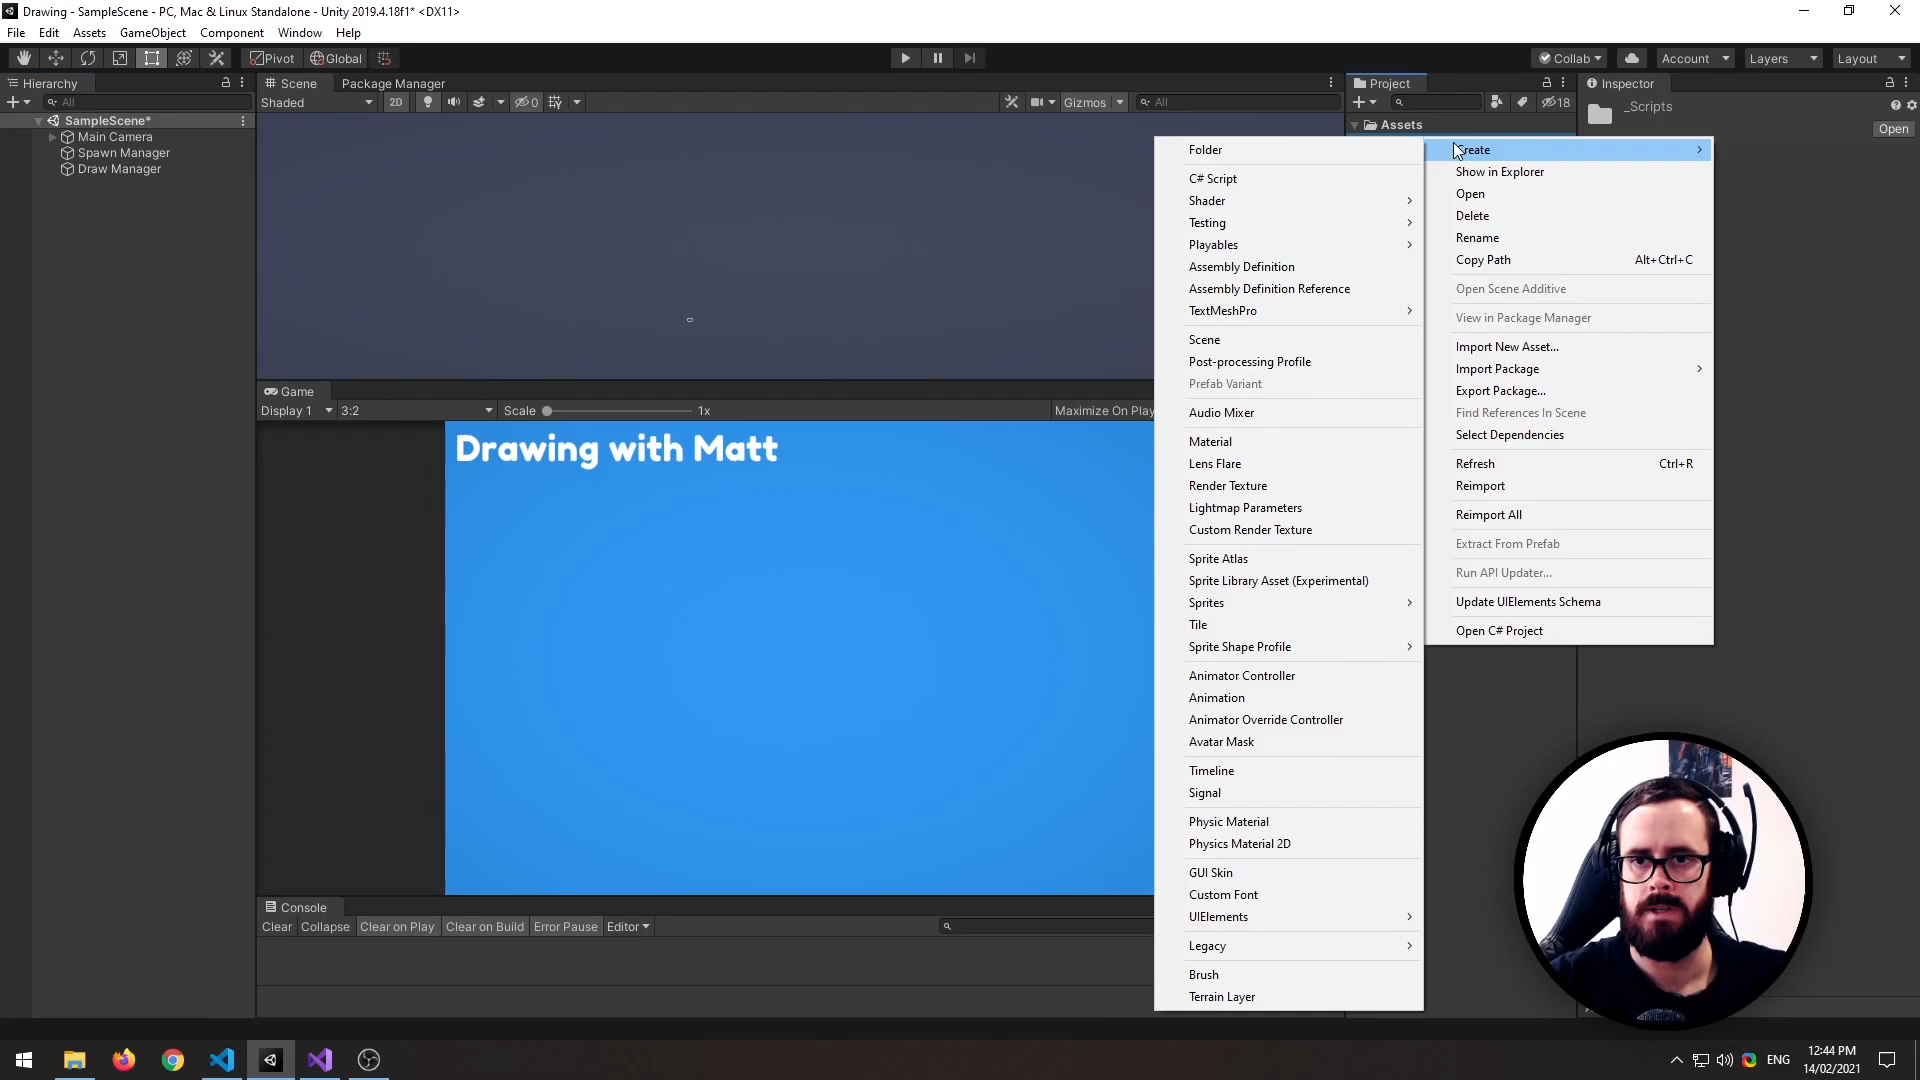 Drawing - SampleScene - PC, Mac & Linux Standalone - Unity 2019.4.18f1* <DX11>
File Edit Assets GameObject Component Window Help
Pivot Global
Collab Account Layers Layout
Hierarchy
All
SampleScene*
Main Camera
Spawn Manager
Draw Manager
Scene Package Manager
Shaded 2D 0 Gizmos All
Game
Display 1 3:2 Scale 1x Maximize On Play
Drawing with Matt
Console
Clear Collapse Clear on Play Clear on Build Error Pause Editor
Project
18
Assets
Inspector
_Scripts
Open
Folder
C# Script
Shader
Testing
Playables
Assembly Definition
Assembly Definition Reference
TextMeshPro
Scene
Post-processing Profile
Prefab Variant
Audio Mixer
Material
Lens Flare
Render Texture
Lightmap Parameters
Custom Render Texture
Sprite Atlas
Sprite Library Asset (Experimental)
Sprites
Tile
Sprite Shape Profile
Animator Controller
Animation
Animator Override Controller
Avatar Mask
Timeline
Signal
Physic Material
Physics Material 2D
GUI Skin
Custom Font
UIElements
Legacy
Brush
Terrain Layer
Create
Show in Explorer
Open
Delete
Rename
Copy Path Alt+Ctrl+C
Open Scene Additive
View in Package Manager
Import New Asset...
Import Package
Export Package...
Find References In Scene
Select Dependencies
Refresh Ctrl+R
Reimport
Reimport All
Extract From Prefab
Run API Updater...
Update UIElements Schema
Open C# Project
ENG
12:44 PM
14/02/2021